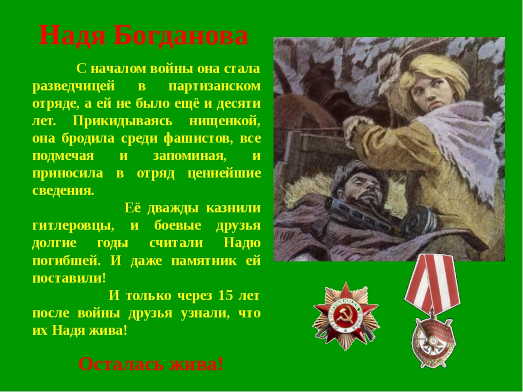 Надя Богданова
С началом войны она стала
разведчицей в партизанском
отряде, а ей не было ещё и десяти
лет. Прикидываясь нищенкой,
она бродила среди фашистов, все
подмечая и запоминая, и
приносила в отряд ценнейшие
сведения.
Её дважды казнили
гитлеровцы, и боевые друзья
долгие годы считали Надю
погибшей. И даже памятник ей
поставили!
И только через 15 лет
после войны друзья узнали, что
их Надя жива!
Осталась жива!